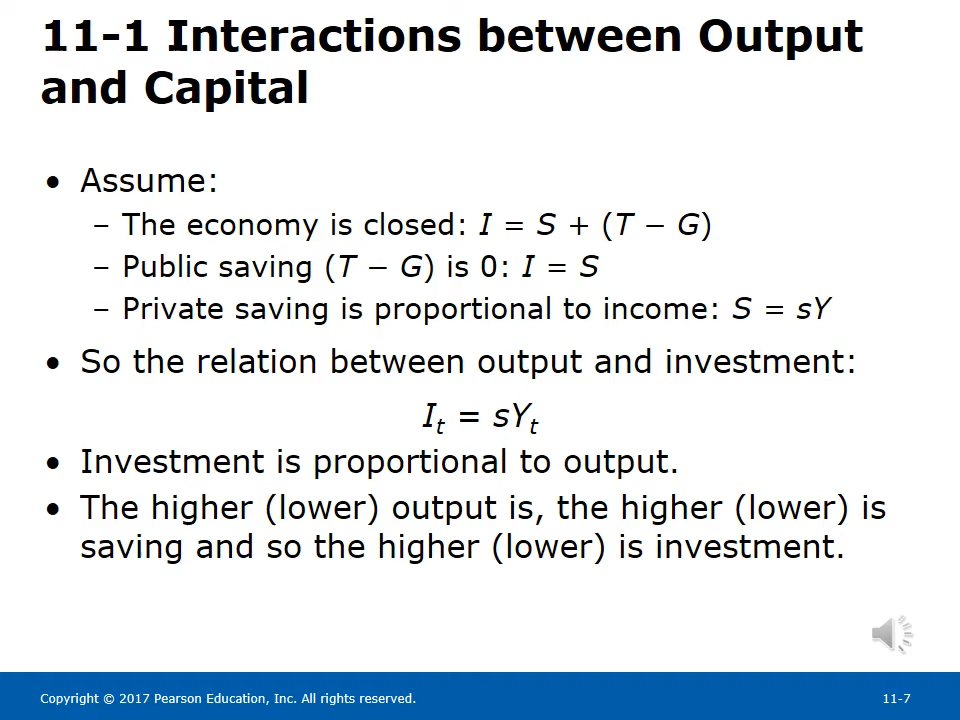 11-1 Interactions between Output
and Capital
• Assume:
– The economy is closed: I = S + (T − G)
– Public saving (T − G) is 0: I = S
– Private saving is proportional to income: S = sY
• So the relation between output and investment:
Iₜ = sYₜ
• Investment is proportional to output.
• The higher (lower) output is, the higher (lower) is
saving and so the higher (lower) is investment.
Copyright © 2017 Pearson Education, Inc. All rights reserved.
11-7